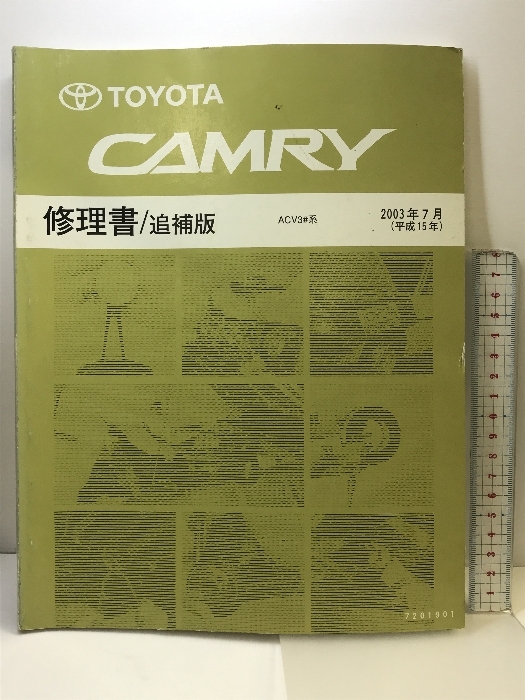 TOYOTA
CAMRY
修理書/追補版
ACV3#系
2003年7月
(平成15年)
7201901